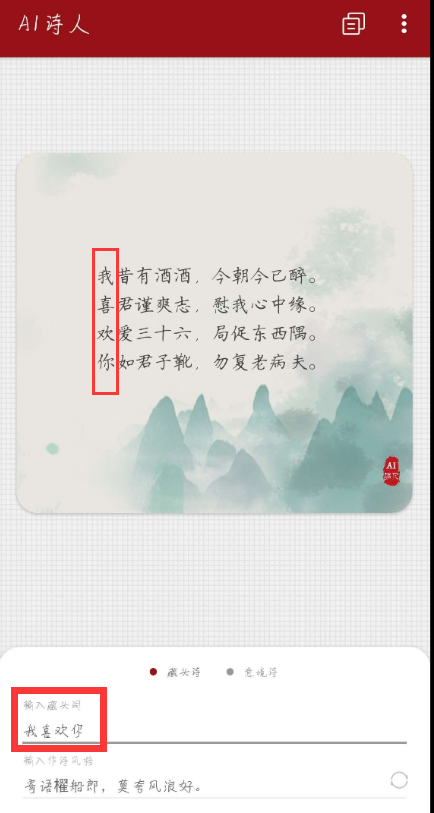 AI诗人
我昔有酒酒，今朝今已醉。
喜君谨爽志，慰我心中缘。
欢爱三十六，局促东西隅。
你如君子靴，勿复老病夫。
AI
诗人
藏头诗 意境诗
输入藏头词
我喜欢你
输入作诗风格
寄语櫂船郎，莫夸风浪好。